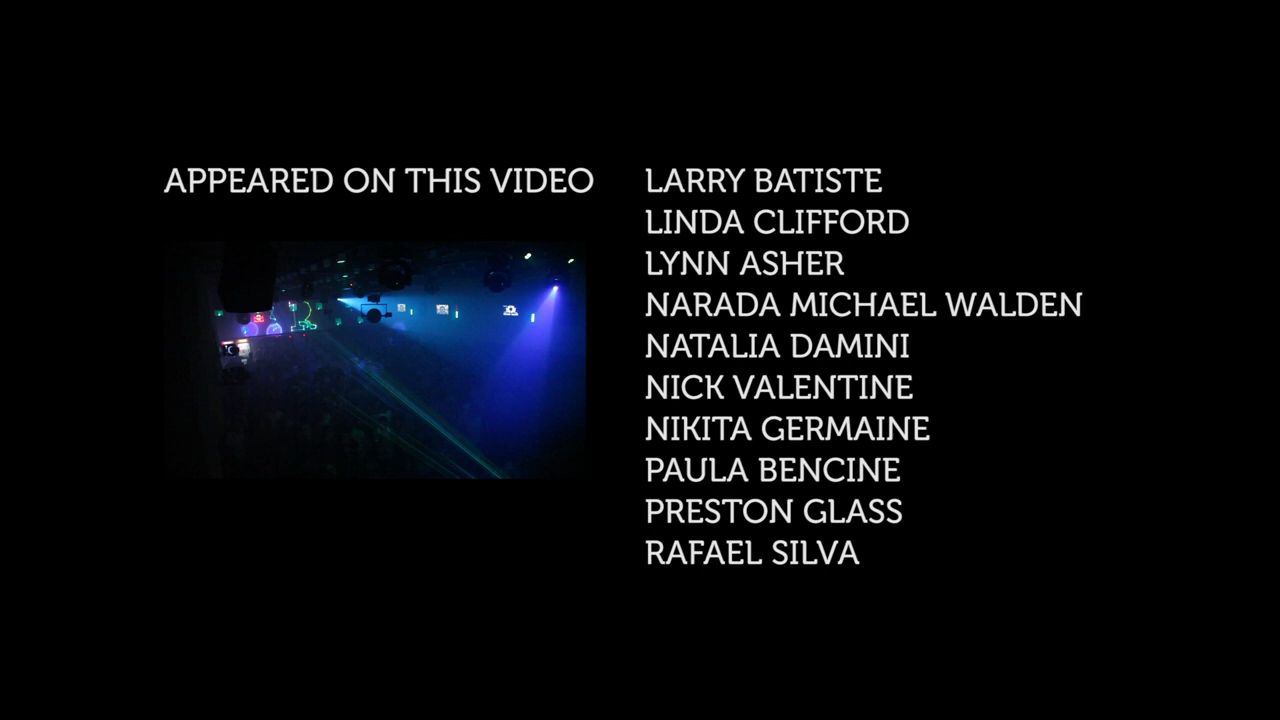 APPEARED ON THIS VIDEO
LARRY BATISTE
LINDA CLIFFORD
LYNN ASHER
NARADA MICHAEL WALDEN
NATALIA DAMINI
NICK VALENTINE
NIKITA GERMAINE
PAULA BENCINE
PRESTON GLASS
RAFAEL SILVA